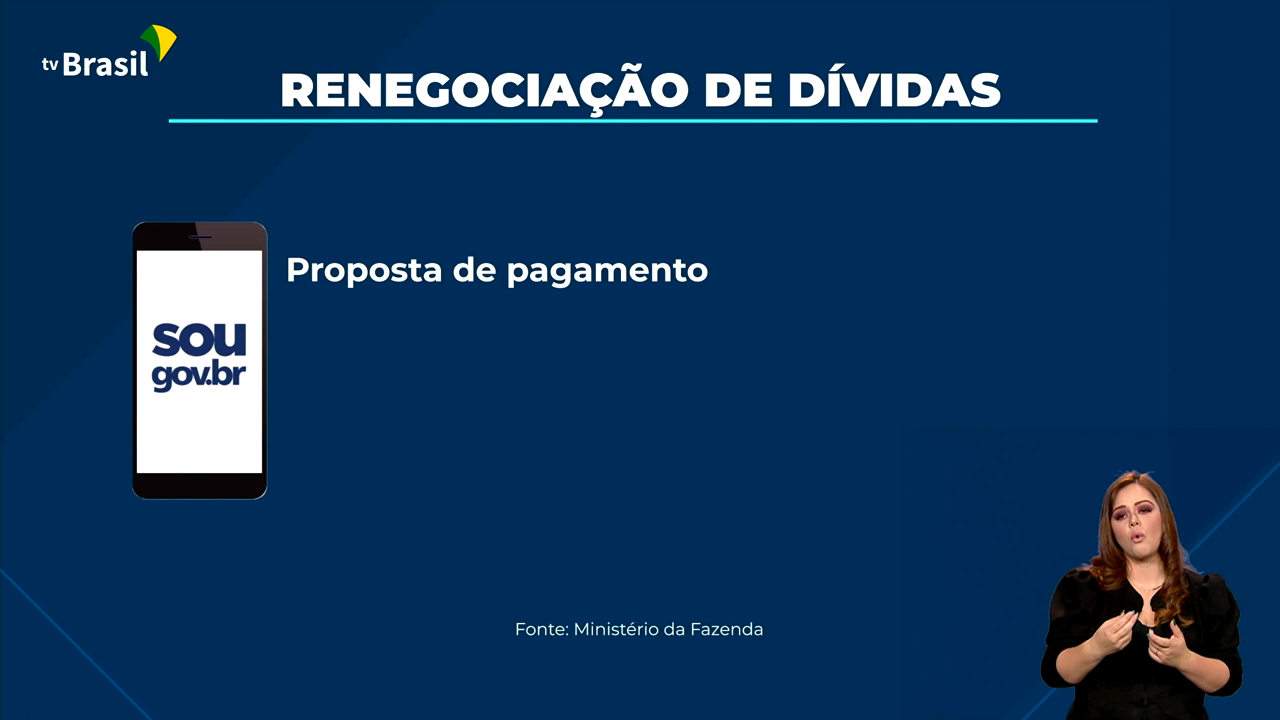 tv Brasil
RENEGOCIAÇÃO DE DÍVIDAS
Proposta de pagamento
sou
gov.br
Fonte: Ministério da Fazenda